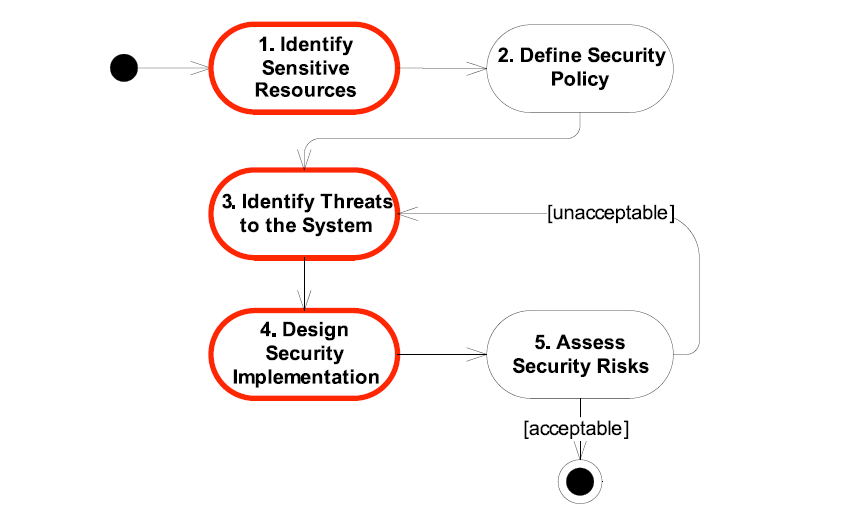 1. Identify
Sensitive
Resources
2. Define Security
Policy
3. Identify Threats
to the System
[unacceptable]
4. Design
Security
Implementation
5. Assess
Security Risks
[acceptable]